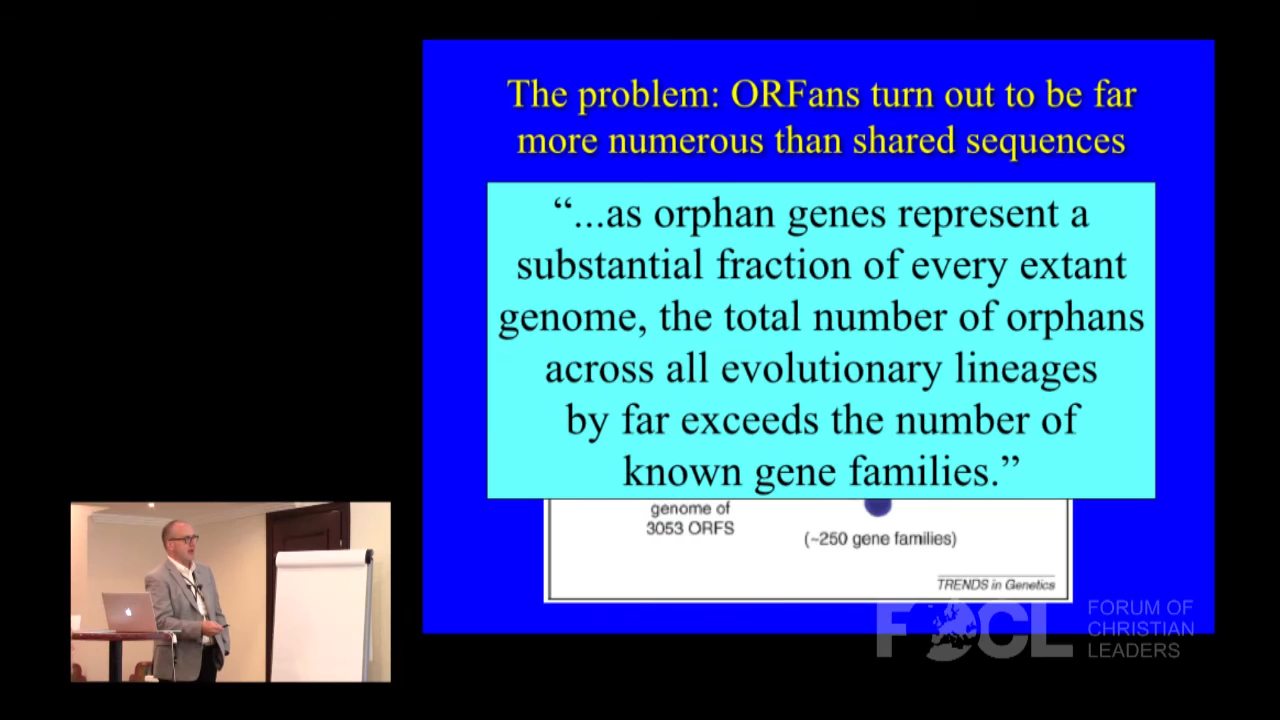 The problem: ORFans turn out to be far
more numerous than shared sequences
“...as orphan genes represent a
substantial fraction of every extant
genome, the total number of orphans
across all evolutionary lineages
by far exceeds the number of
known gene families.”
genome of
3053 ORFS
(~250 gene families)
TRENDS in Genetics
FOCL
FORUM OF
CHRISTIAN
LEADERS